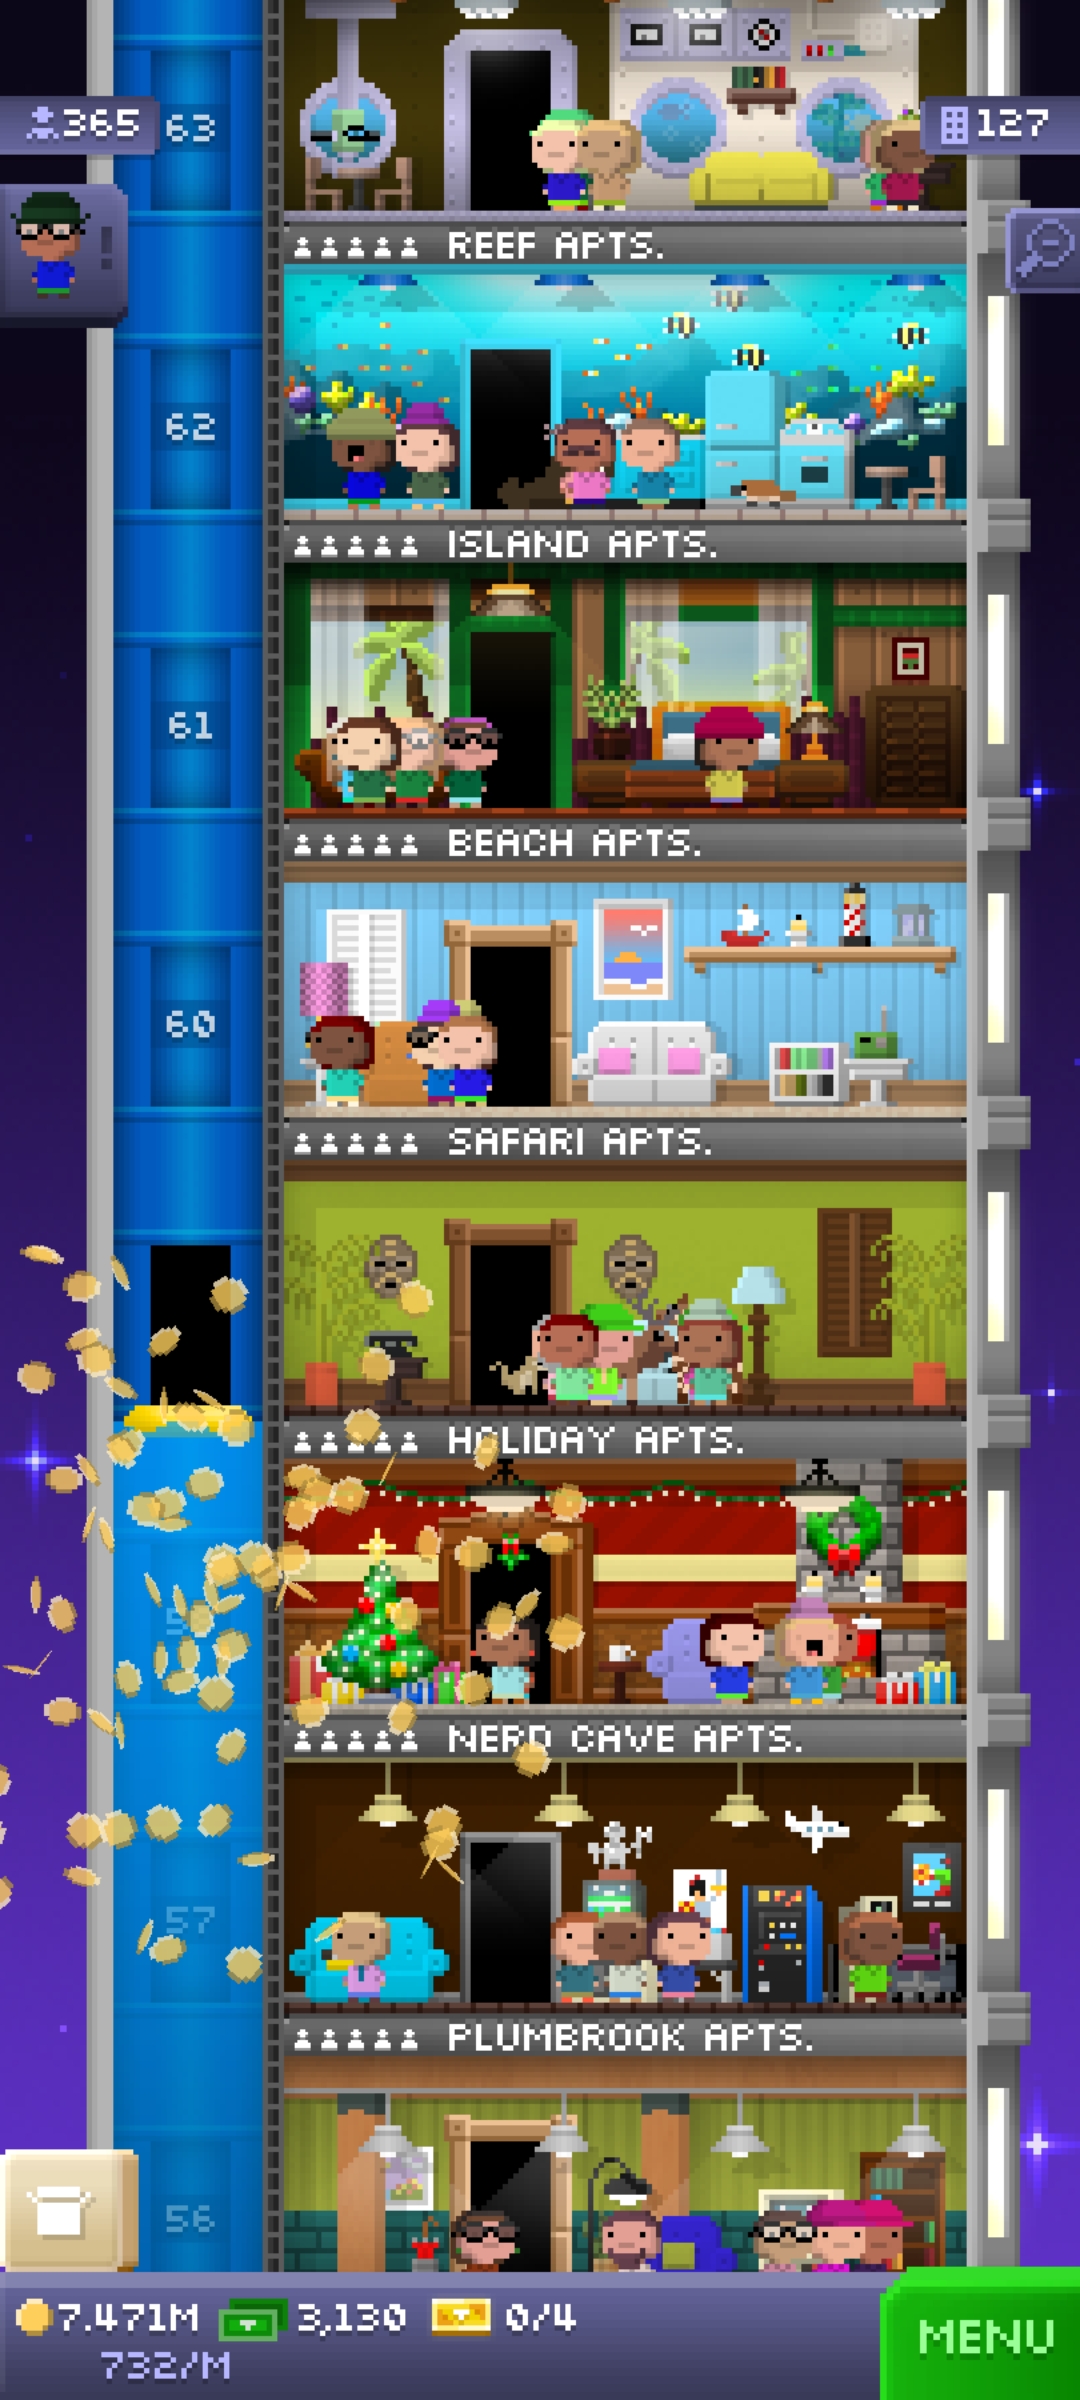 365
63
127
REEF APTS.
62
ISLAND APTS.
61
BEACH APTS.
60
SAFARI APTS.
HOLIDAY APTS.
58
NERD CAVE APTS.
57
PLUMBROOK APTS.
56
7.471M 3,130 0/4
732/M
MENU